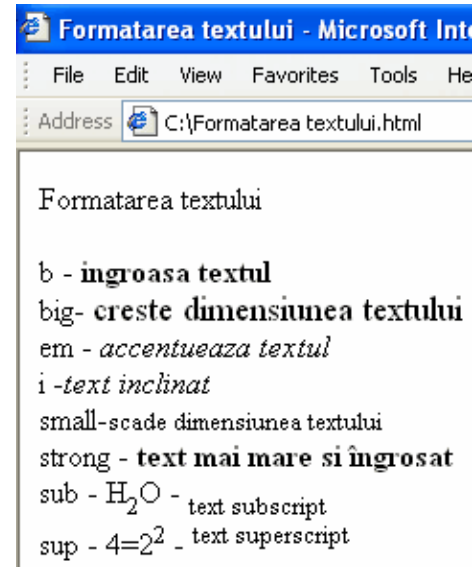 Formatarea textului - Microsoft Inte
File Edit View Favorites Tools He
Address C:\Formatarea textului.html
Formatarea textului
b - ingroasa textul
big- creste dimensiunea textului
em - accentueaza textul
i -text inclinat
small-scade dimensiunea textului
strong - text mai mare si îngrosat
sub - H₂O - text subscript
sup - 4=2² - text superscript